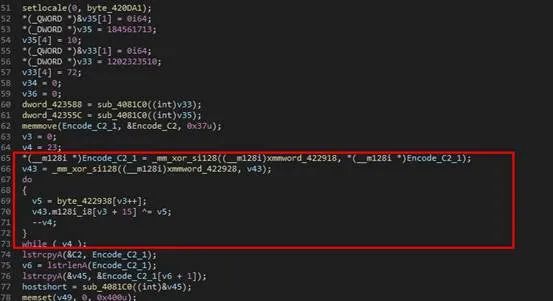 51 setlocale(0, byte_420DA1);
52 *(_QWORD *)&v35[1] = 0i64;
53 *(_DWORD *)v35 = 184561713;
54 v35[4] = 10;
55 *(_QWORD *)&v33[1] = 0i64;
56 *(_DWORD *)v33 = 1202323510;
57 v33[4] = 72;
58 v34 = 0;
59 v36 = 0;
60 dword_423588 = sub_4081C0((int)v33);
61 dword_42355C = sub_4081C0((int)v35);
62 memmove(Encode_C2_1, &Encode_C2, 0x37u);
63 v3 = 0;
64 v4 = 23;
65 *(__m128i *)Encode_C2_1 = _mm_xor_si128((__m128i)xmmword_422918, *(__m128i *)Encode_C2_1);
66 v43 = _mm_xor_si128((__m128i)xmmword_422928, v43);
67 do
68 {
69 v5 = byte_422938[v3++];
70 v43.m128i_i8[v3 + 15] ^= v5;
71 --v4;
72 }
73 while ( v4 );
74 lstrcpyA(&C2, Encode_C2_1);
75 v6 = lstrlenA(Encode_C2_1);
76 lstrcpyA(&v45, &Encode_C2_1[v6 + 1]);
77 hostshort = sub_4081C0((int)&v45);
78 memset(v49, 0, 0x400u);